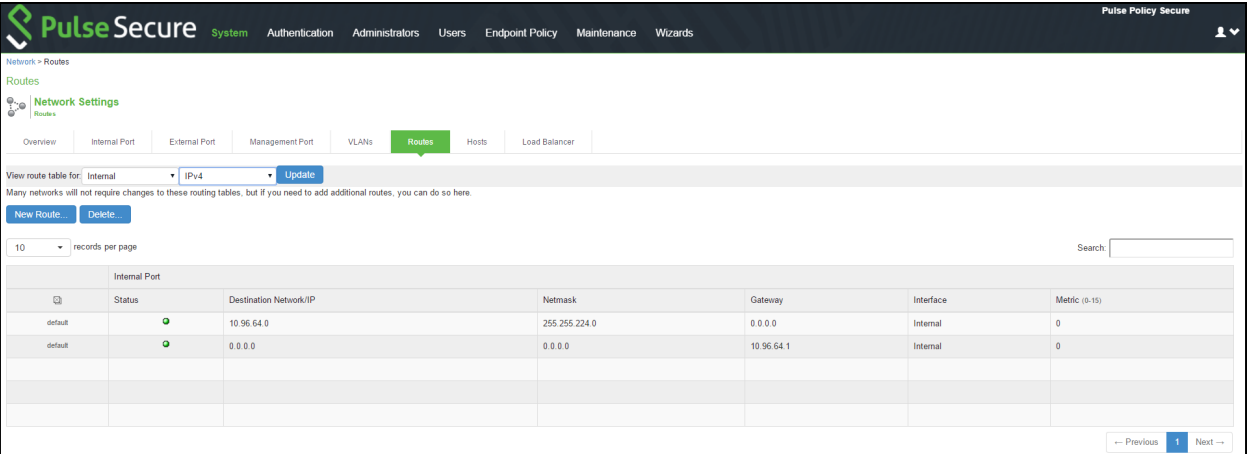 Pulse Policy Secure
Pulse Secure System Authentication Administrators Users Endpoint Policy Maintenance Wizards
Network > Routes
Routes
Network Settings
Routes
Overview Internal Port External Port Management Port VLANs Routes Hosts Load Balancer
View route table for: Internal IPv4 Update
Many networks will not require changes to these routing tables, but if you need to add additional routes, you can do so here.
New Route... Delete...
10 records per page Search:
Internal Port
Status Destination Network/IP Netmask Gateway Interface Metric (0-15)
default 10.96.64.0 255.255.224.0 0.0.0.0 Internal 0
default 0.0.0.0 0.0.0.0 10.96.64.1 Internal 0
← Previous 1 Next →